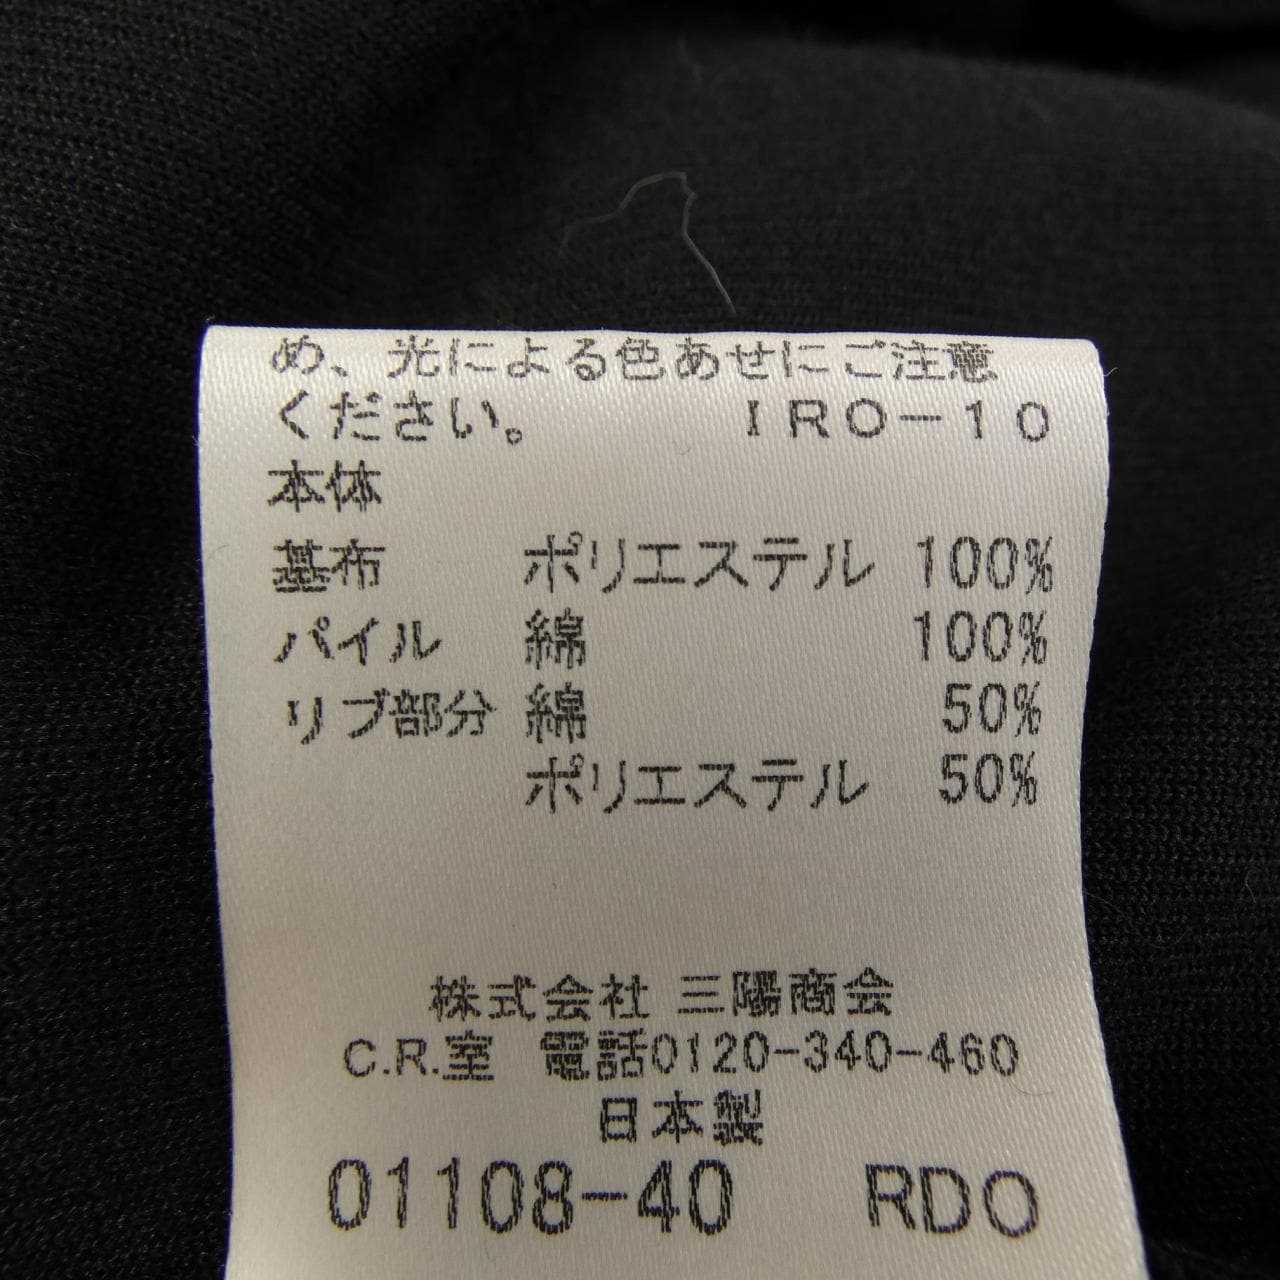 め、光による色あせにご注意
ください。 IRO-10
本体
基布 ポリエステル 100%
パイル 綿 100%
リブ部分 綿 50%
ポリエステル 50%
株式会社 三陽商会
C.R.室 電話0120-340-460
日本製
01108-40 RDO